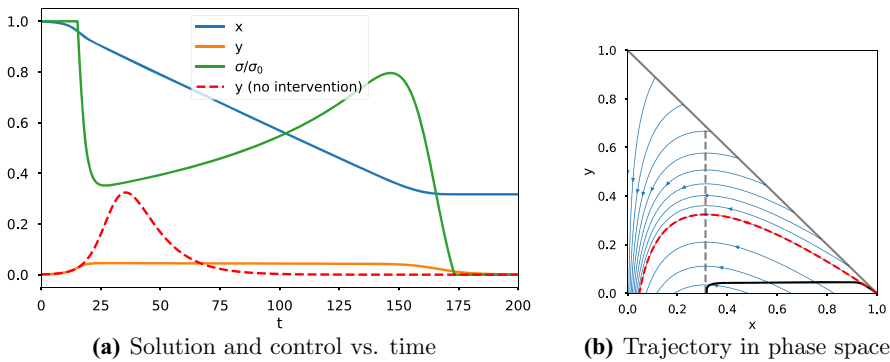 1.0
0.8
0.6
0.4
0.2
0.0
x
y
σ/σ0
y (no intervention)
0 25 50 75 100 125 150 175 200
t
(a) Solution and control vs. time
y
1.0
0.8
0.6
0.4
0.2
0.0
0.0 0.2 0.4 0.6 0.8 1.0
x
(b) Trajectory in phase space